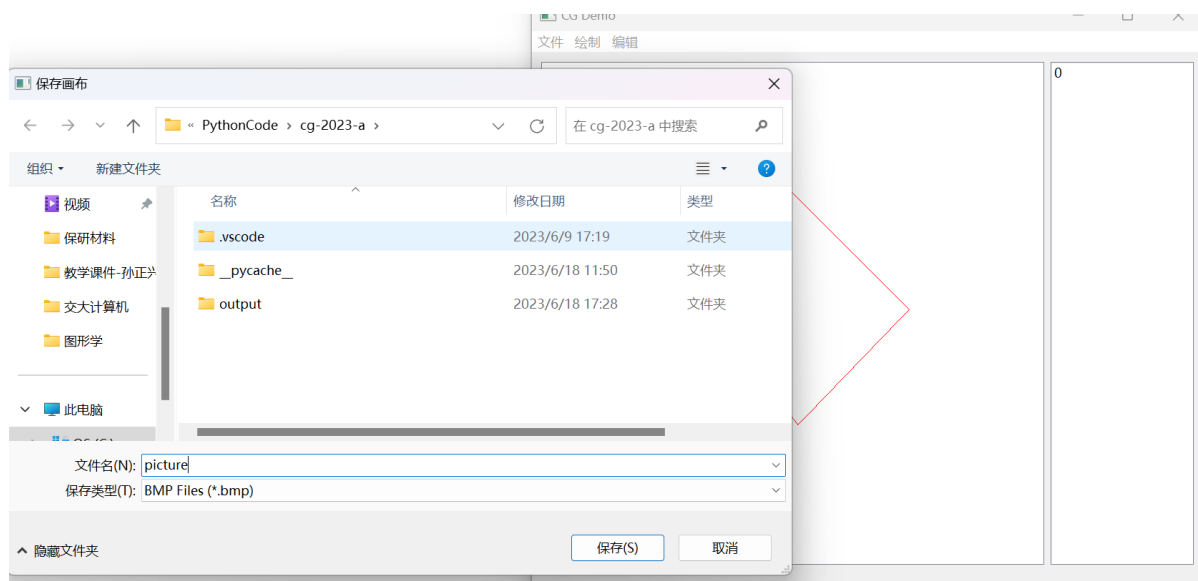 CG Demo
文件 绘制 编辑
0
保存画布
« PythonCode › cg-2023-a ›
在 cg-2023-a 中搜索
组织 新建文件夹
名称 修改日期 类型
视频
保研材料
教学课件-孙正兴
交大计算机
图形学
此电脑
.vscode 2023/6/9 17:19 文件夹
__pycache__ 2023/6/18 11:50 文件夹
output 2023/6/18 17:28 文件夹
文件名(N): picture
保存类型(T): BMP Files (*.bmp)
隐藏文件夹
保存(S) 取消